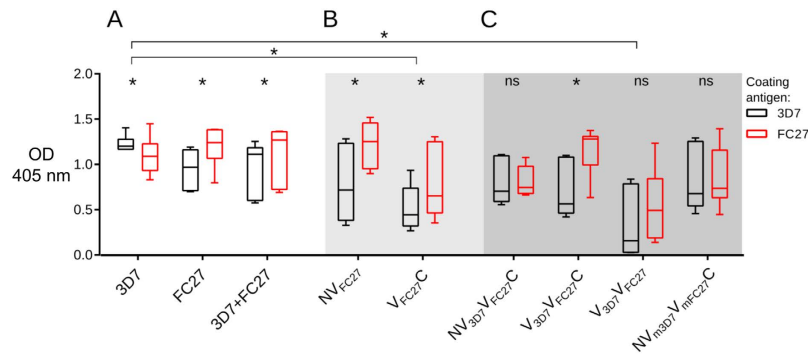 A B C
*
*
* * * * * ns * ns ns
Coating
antigen:
3D7
FC27
OD
405 nm
2.0
1.5
1.0
0.5
0.0
3D7
FC27
3D7+FC27
NVFC27
VFC27C
NV3D7VFC27C
V3D7VFC27C
V3D7VFC27
NVm3D7VmFC27C